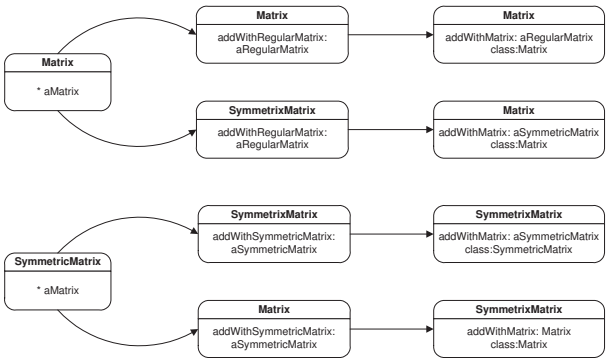 Matrix
* aMatrix
Matrix
addWithRegularMatrix:
aRegularMatrix
Matrix
addWithMatrix: aRegularMatrix
class:Matrix
SymmetrixMatrix
addWithRegularMatrix:
aRegularMatrix
Matrix
addWithMatrix: aSymmetricMatrix
class:Matrix
SymmetricMatrix
* aMatrix
SymmetrixMatrix
addWithSymmetricMatrix:
aSymmetricMatrix
SymmetrixMatrix
addWithMatrix: aSymmetricMatrix
class:SymmetricMatrix
Matrix
addWithSymmetricMatrix:
aSymmetricMatrix
SymmetrixMatrix
addWithMatrix: Matrix
class:Matrix